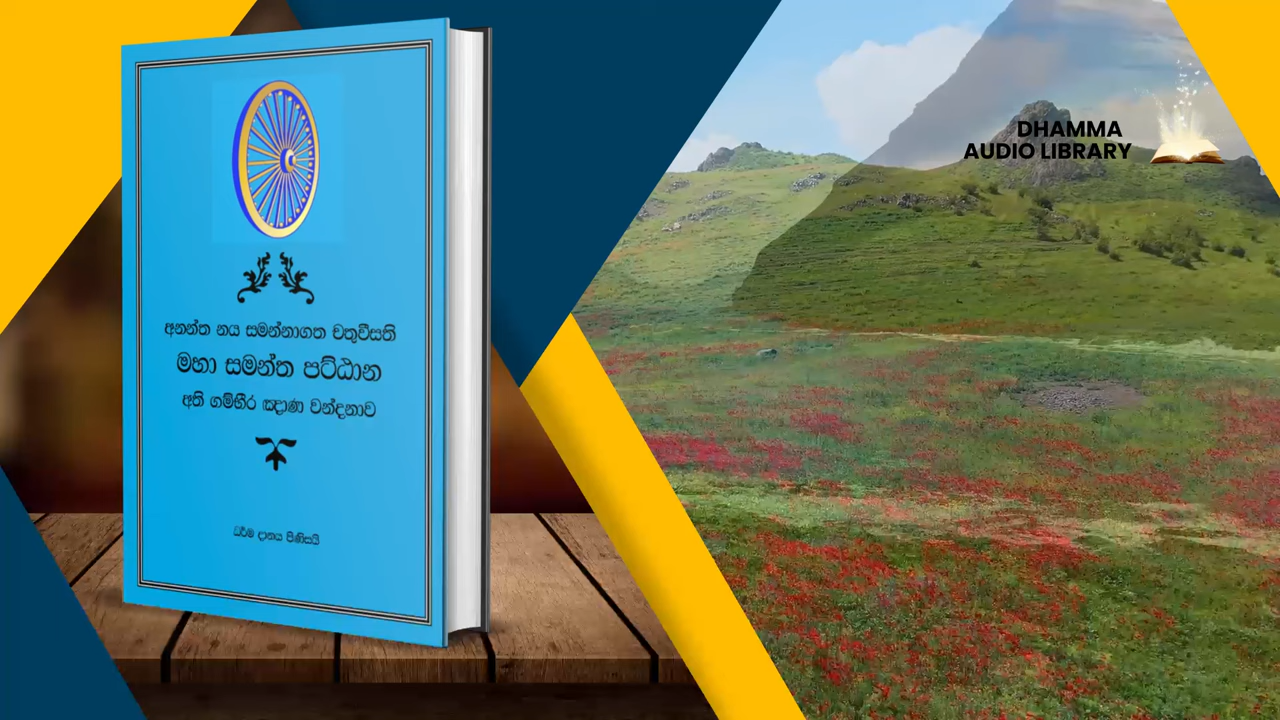 අනන්ත නය සමන්නාගත චතුවීසති
මහා සමන්ත පට්ඨාන
අති ගම්භීර ඤාණ වන්දනාව
ධර්ම දානය පිණිසයි
DHAMMA
AUDIO LIBRARY